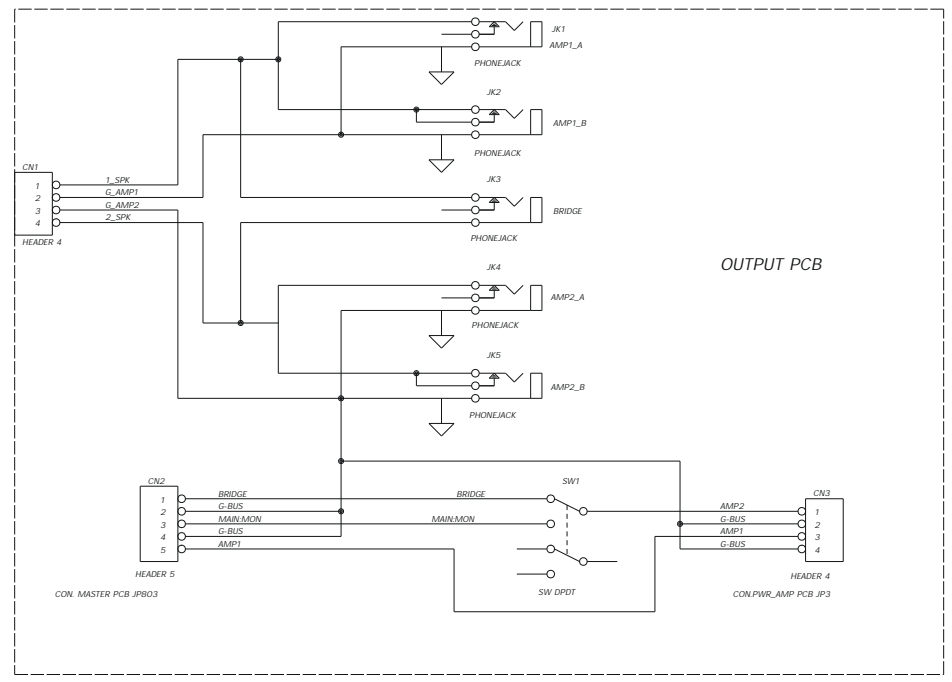 JK1
AMP1_A
PHONEJACK
JK2
AMP1_B
PHONEJACK
CN1
1 1_SPK
2 G_AMP1
3 G_AMP2
4 2_SPK
HEADER 4
JK3
BRIDGE
PHONEJACK
OUTPUT PCB
JK4
AMP2_A
PHONEJACK
JK5
AMP2_B
PHONEJACK
CN2
1 BRIDGE BRIDGE
2 G-BUS
3 MAIN:MON MAIN:MON
4 G-BUS
5 AMP1
HEADER 5
CON. MASTER PCB JP803
SW1
SW DPDT
CN3
AMP2 1
G-BUS 2
AMP1 3
G-BUS 4
HEADER 4
CON.PWR_AMP PCB JP3